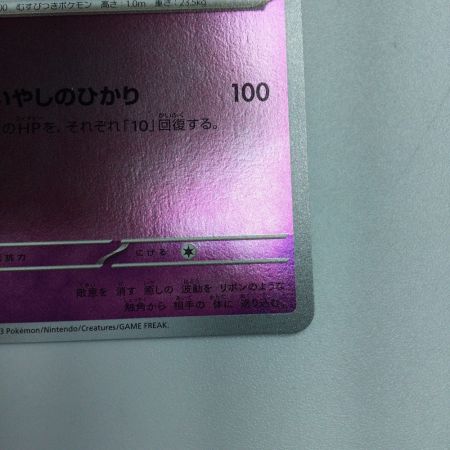 00 むすびつきポケモン 高さ：1.0m 重さ：23.5kg
いやしのひかり 100
のHPを、それぞれ「10」回復する。
抗力 にげる
敵意を 消す 癒しの 波動を リボンのような
触角から 相手の 体に 送り込む。
3 Pokémon/Nintendo/Creatures/GAME FREAK.